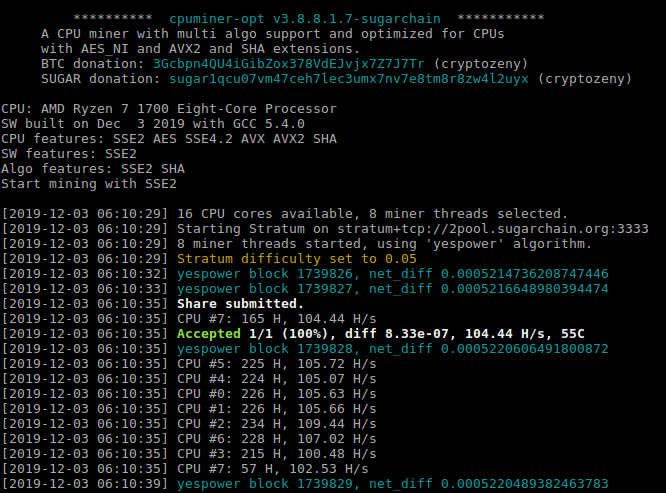 ********** cpuminer-opt v3.8.8.1.7-sugarchain ***********
A CPU miner with multi algo support and optimized for CPUs
with AES_NI and AVX2 and SHA extensions.
BTC donation: 3Gcbpn4QU4iGibZox378VdEJvjx7Z7J7Tr (cryptozeny)
SUGAR donation: sugar1qcu07vm47ceh7lec3umx7nv7e8tm8r8zw4l2uyx (cryptozeny)
CPU: AMD Ryzen 7 1700 Eight-Core Processor
SW built on Dec  3 2019 with GCC 5.4.0
CPU features: SSE2 AES SSE4.2 AVX AVX2 SHA
SW features: SSE2
Algo features: SSE2 SHA
Start mining with SSE2
[2019-12-03 06:10:29] 16 CPU cores available, 8 miner threads selected.
[2019-12-03 06:10:29] Starting Stratum on stratum+tcp://2pool.sugarchain.org:3333
[2019-12-03 06:10:29] 8 miner threads started, using 'yespower' algorithm.
[2019-12-03 06:10:29] Stratum difficulty set to 0.05
[2019-12-03 06:10:32] yespower block 1739826, net_diff 0.0005214736208747446
[2019-12-03 06:10:33] yespower block 1739827, net_diff 0.0005216648980394474
[2019-12-03 06:10:35] Share submitted.
[2019-12-03 06:10:35] CPU #7: 165 H, 104.44 H/s
[2019-12-03 06:10:35] Accepted 1/1 (100%), diff 8.33e-07, 104.44 H/s, 55C
[2019-12-03 06:10:35] yespower block 1739828, net_diff 0.0005220606491800872
[2019-12-03 06:10:35] CPU #5: 225 H, 105.72 H/s
[2019-12-03 06:10:35] CPU #4: 224 H, 105.07 H/s
[2019-12-03 06:10:35] CPU #0: 226 H, 105.63 H/s
[2019-12-03 06:10:35] CPU #1: 226 H, 105.66 H/s
[2019-12-03 06:10:35] CPU #2: 234 H, 109.44 H/s
[2019-12-03 06:10:35] CPU #6: 228 H, 107.02 H/s
[2019-12-03 06:10:35] CPU #3: 215 H, 100.48 H/s
[2019-12-03 06:10:35] CPU #7: 57 H, 102.53 H/s
[2019-12-03 06:10:39] yespower block 1739829, net_diff 0.0005220489382463783